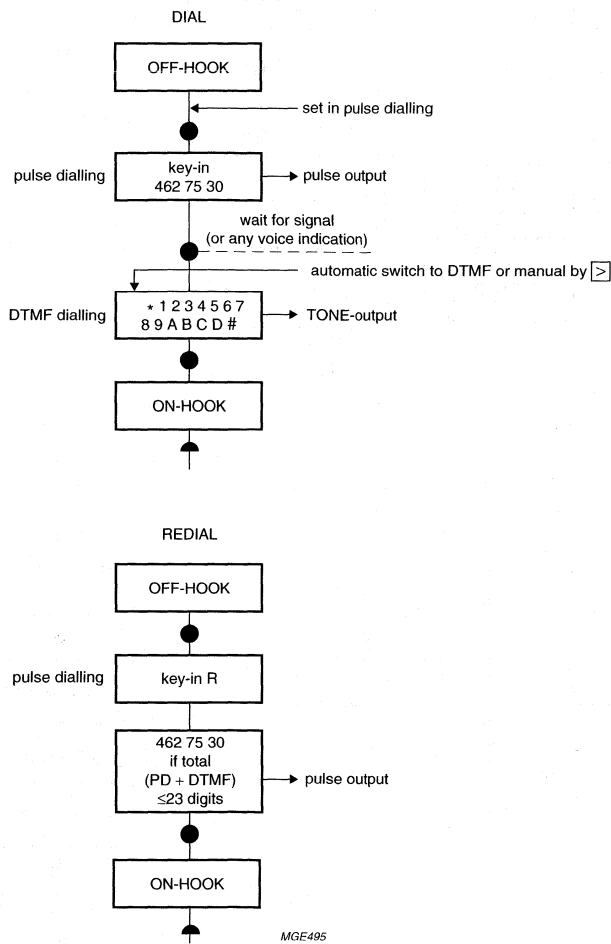 DIAL
OFF-HOOK
set in pulse dialling
pulse dialling
key-in
462 75 30
pulse output
wait for signal
(or any voice indication)
automatic switch to DTMF or manual by >
DTMF dialling
* 1 2 3 4 5 6 7
8 9 A B C D #
TONE-output
ON-HOOK
REDIAL
OFF-HOOK
pulse dialling
key-in R
462 75 30
if total
(PD + DTMF)
≤23 digits
pulse output
ON-HOOK
MGE495